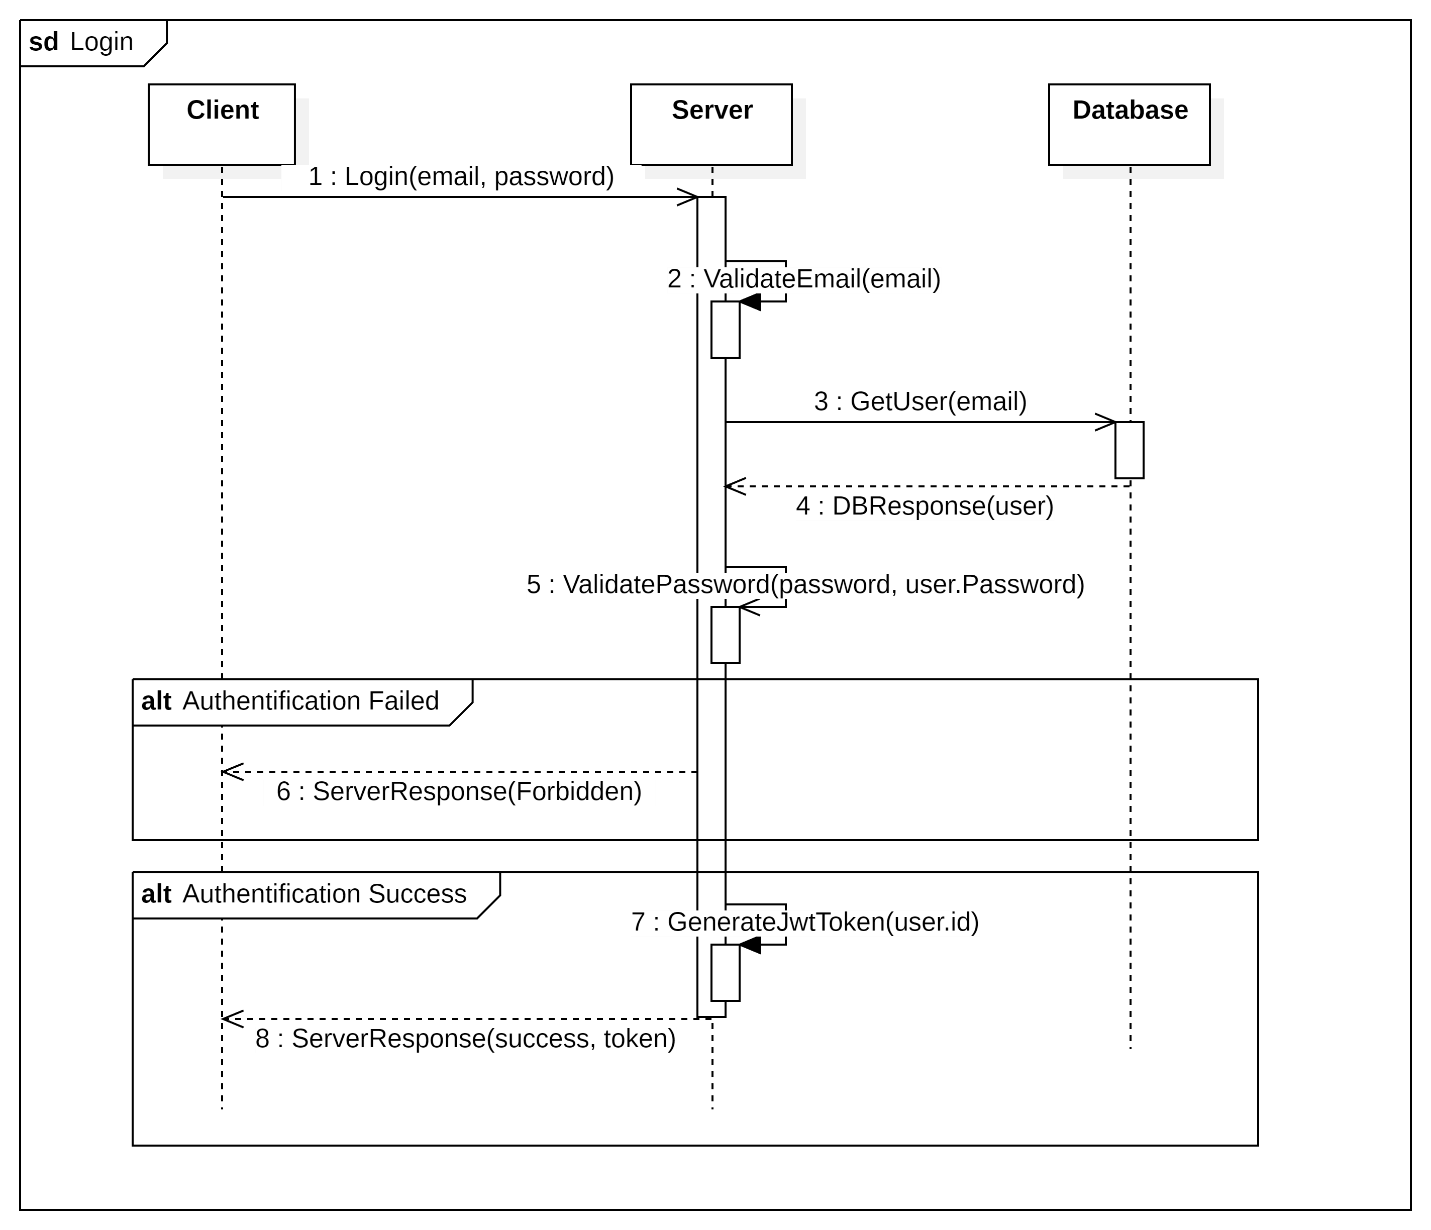 sd Login
Client
Server
Database
1 : Login(email, password)
2 : ValidateEmail(email)
3 : GetUser(email)
4 : DBResponse(user)
5 : ValidatePassword(password, user.Password)
alt Authentification Failed
6 : ServerResponse(Forbidden)
alt Authentification Success
7 : GenerateJwtToken(user.id)
8 : ServerResponse(success, token)